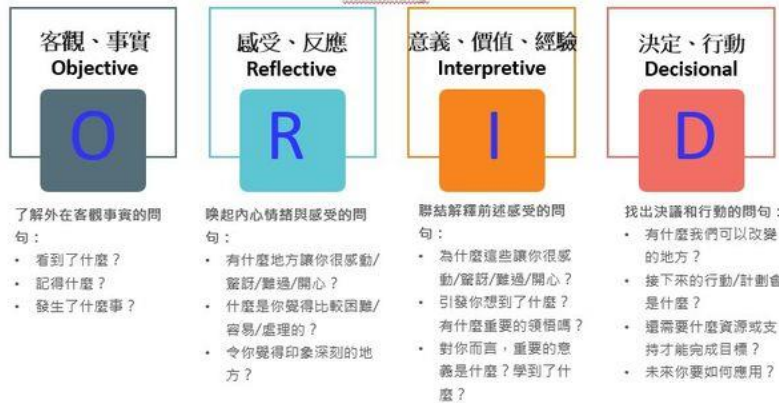 客觀、事實
Objective
O
了解外在客觀事實的問
句：
• 看到了什麼？
• 記得什麼？
• 發生了什麼事？
感受、反應
Reflective
R
喚起內心情緒與感受的問
句：
• 有什麼地方讓你很感動/
驚訝/難過/開心？
• 什麼是你覺得比較困難/
容易/處理的？
• 令你覺得印象深刻的地
方？
意義、價值、經驗
Interpretive
I
聯結解釋前述感受的問
句：
• 為什麼這些讓你很感
動/驚訝/難過/開心？
• 引發你想到了什麼？
有什麼重要的領悟嗎？
• 對你而言，重要的意
義是什麼？學到了什
麼？
決定、行動
Decisional
D
找出決議和行動的問句：
• 有什麼我們可以改變
的地方？
• 接下來的行動/計劃會
是什麼？
• 還需要什麼資源或支
持才能完成目標？
• 未來你要如何應用？